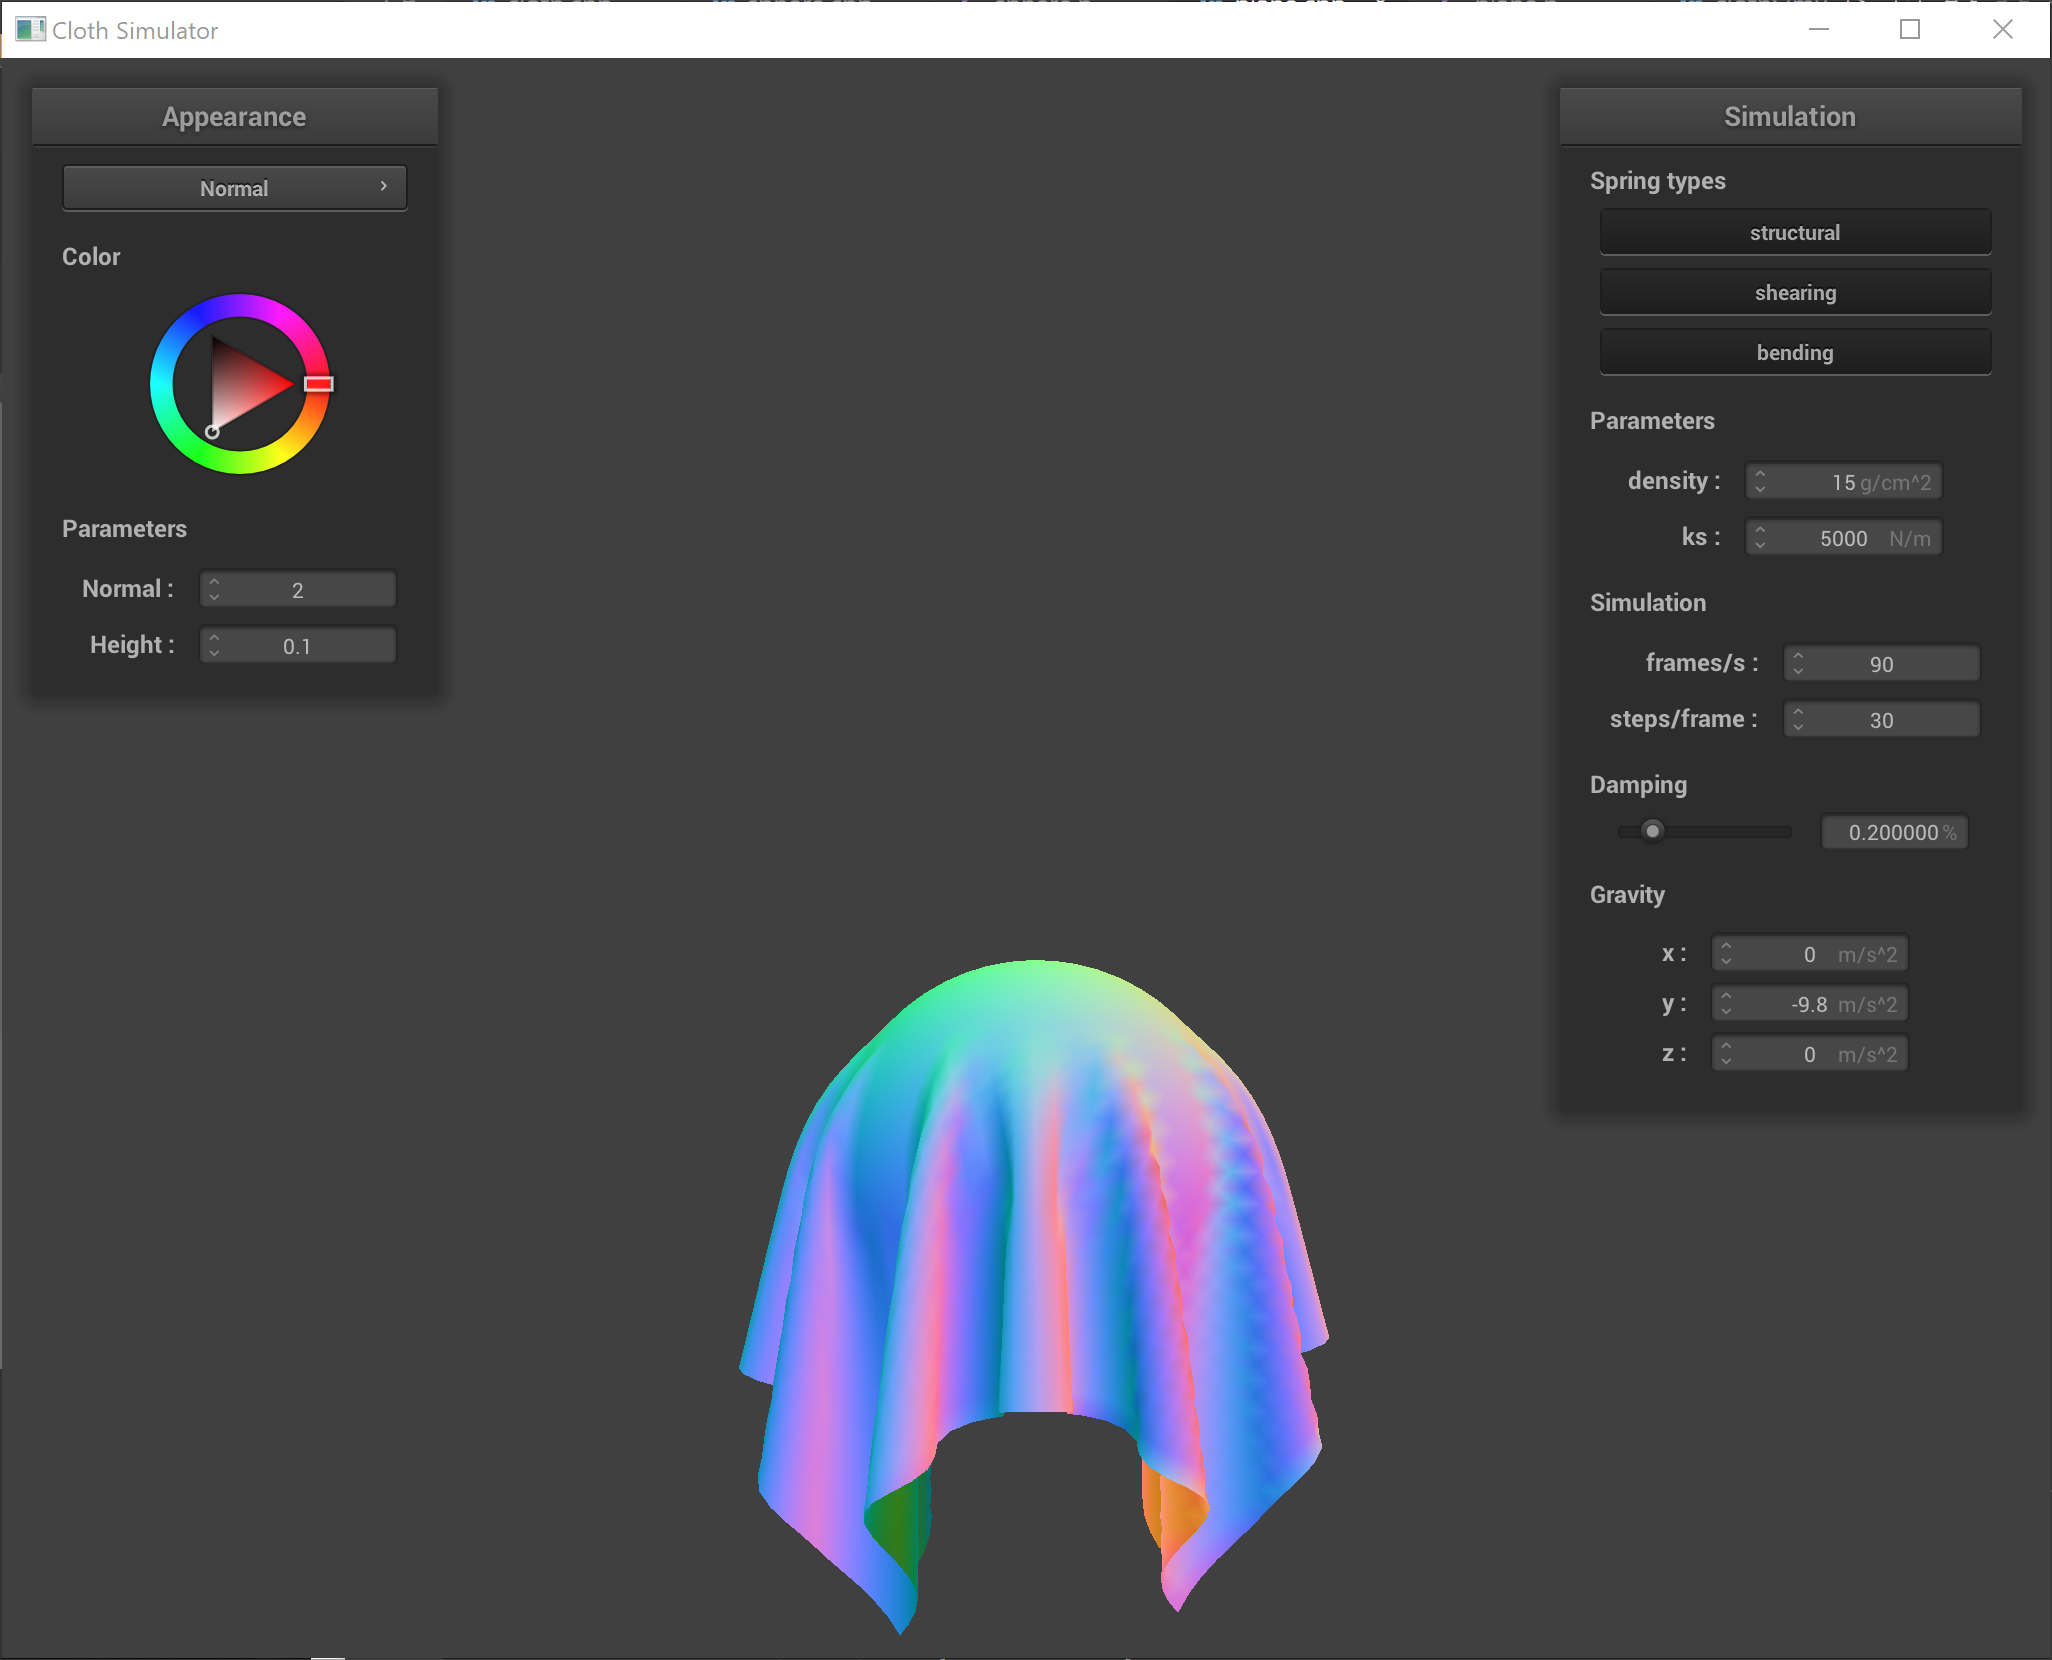 Cloth Simulator
Appearance
Normal
Color
Parameters
Normal :
2
Height :
0.1
Simulation
Spring types
structural
shearing
bending
Parameters
density :
15 g/cm^2
ks :
5000 N/m
Simulation
frames/s :
90
steps/frame :
30
Damping
0.200000 %
Gravity
x :
0 m/s^2
y :
-9.8 m/s^2
z :
0 m/s^2